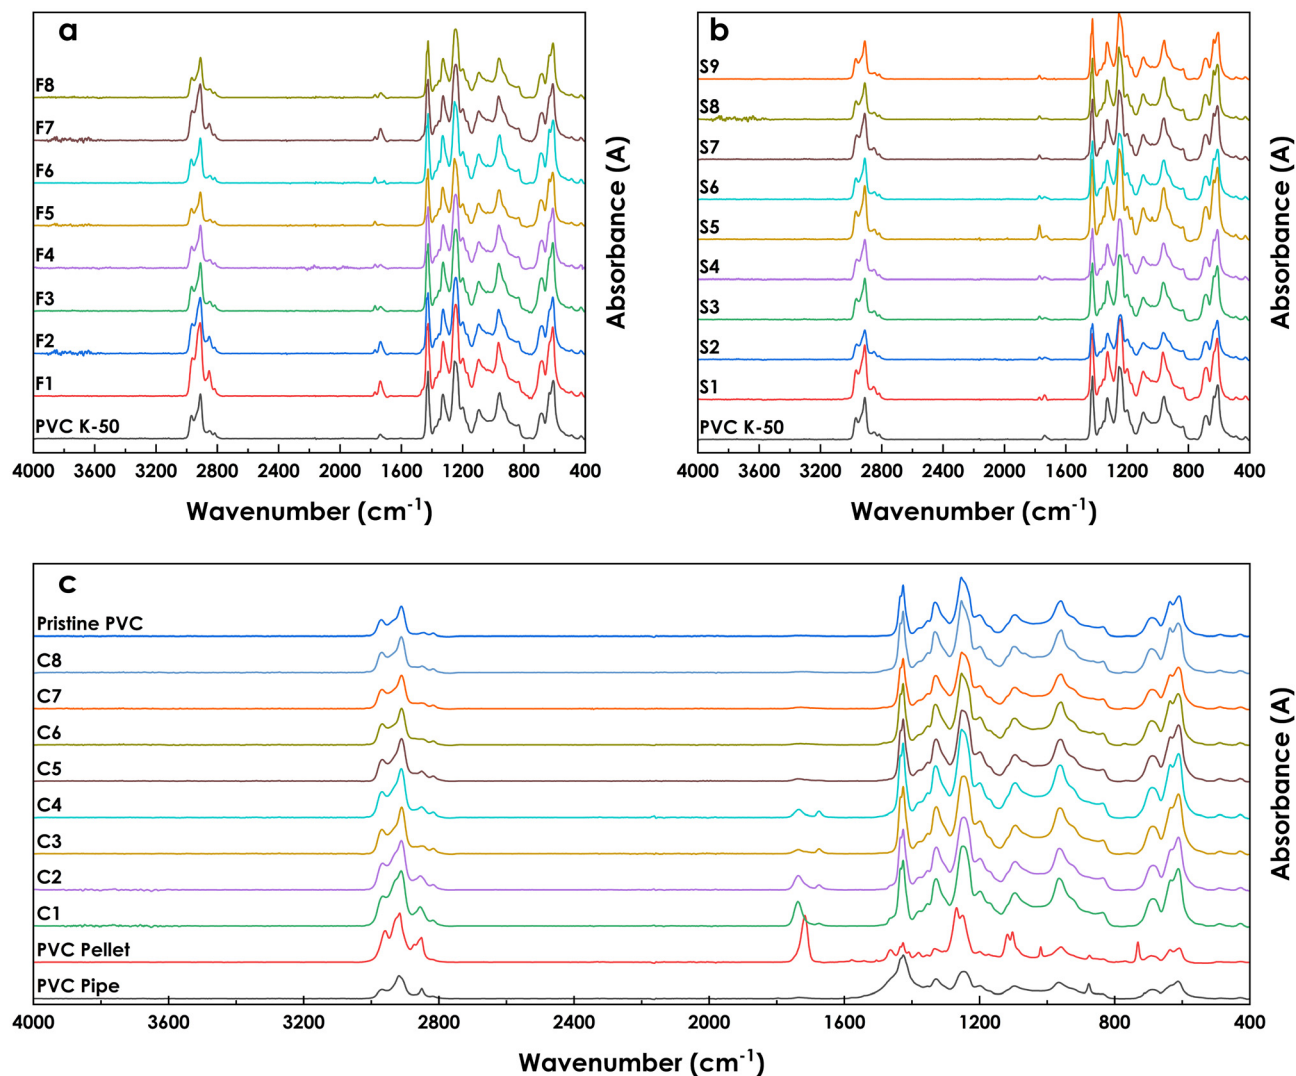 a
F8
F7
F6
F5
F4
F3
F2
F1
PVC K-50
4000 3600 3200 2800 2400 2000 1600 1200 800 400
Wavenumber (cm-1)
Absorbance (A)
b
S9
S8
S7
S6
S5
S4
S3
S2
S1
PVC K-50
4000 3600 3200 2800 2400 2000 1600 1200 800 400
Wavenumber (cm-1)
Absorbance (A)
c
Pristine PVC
C8
C7
C6
C5
C4
C3
C2
C1
PVC Pellet
PVC Pipe
4000 3600 3200 2800 2400 2000 1600 1200 800 400
Wavenumber (cm-1)
Absorbance (A)